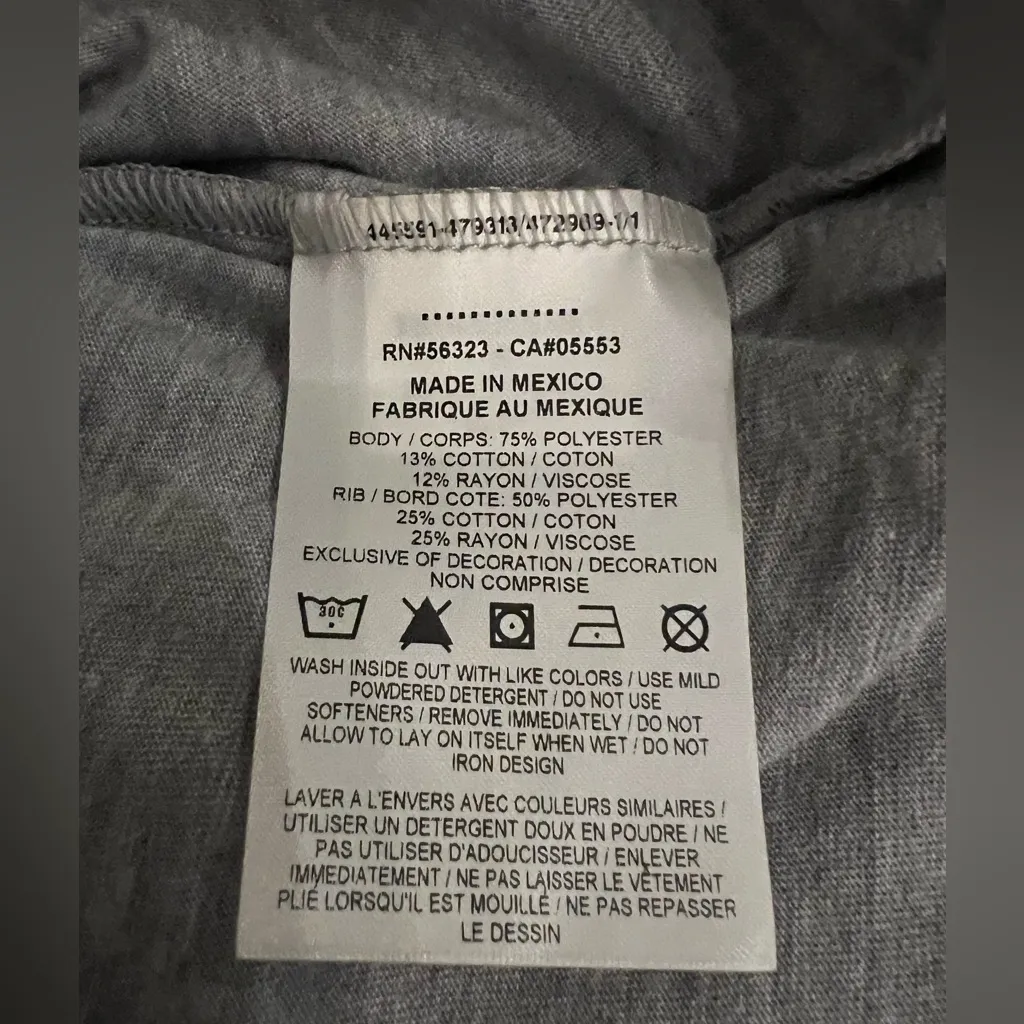 445591-479313/472909-1/1
RN#56323 - CA#05553
MADE IN MEXICO
FABRIQUE AU MEXIQUE
BODY / CORPS: 75% POLYESTER
13% COTTON / COTON
12% RAYON / VISCOSE
RIB / BORD COTE: 50% POLYESTER
25% COTTON / COTON
25% RAYON / VISCOSE
EXCLUSIVE OF DECORATION / DECORATION
NON COMPRISE
30C
WASH INSIDE OUT WITH LIKE COLORS / USE MILD
POWDERED DETERGENT / DO NOT USE
SOFTENERS / REMOVE IMMEDIATELY / DO NOT
ALLOW TO LAY ON ITSELF WHEN WET / DO NOT
IRON DESIGN
LAVER A L'ENVERS AVEC COULEURS SIMILAIRES /
UTILISER UN DETERGENT DOUX EN POUDRE / NE
PAS UTILISER D'ADOUCISSEUR / ENLEVER
IMMEDIATEMENT / NE PAS LAISSER LE VÊTEMENT
PLIÉ LORSQU'IL EST MOUILLÉ / NE PAS REPASSER
LE DESSIN